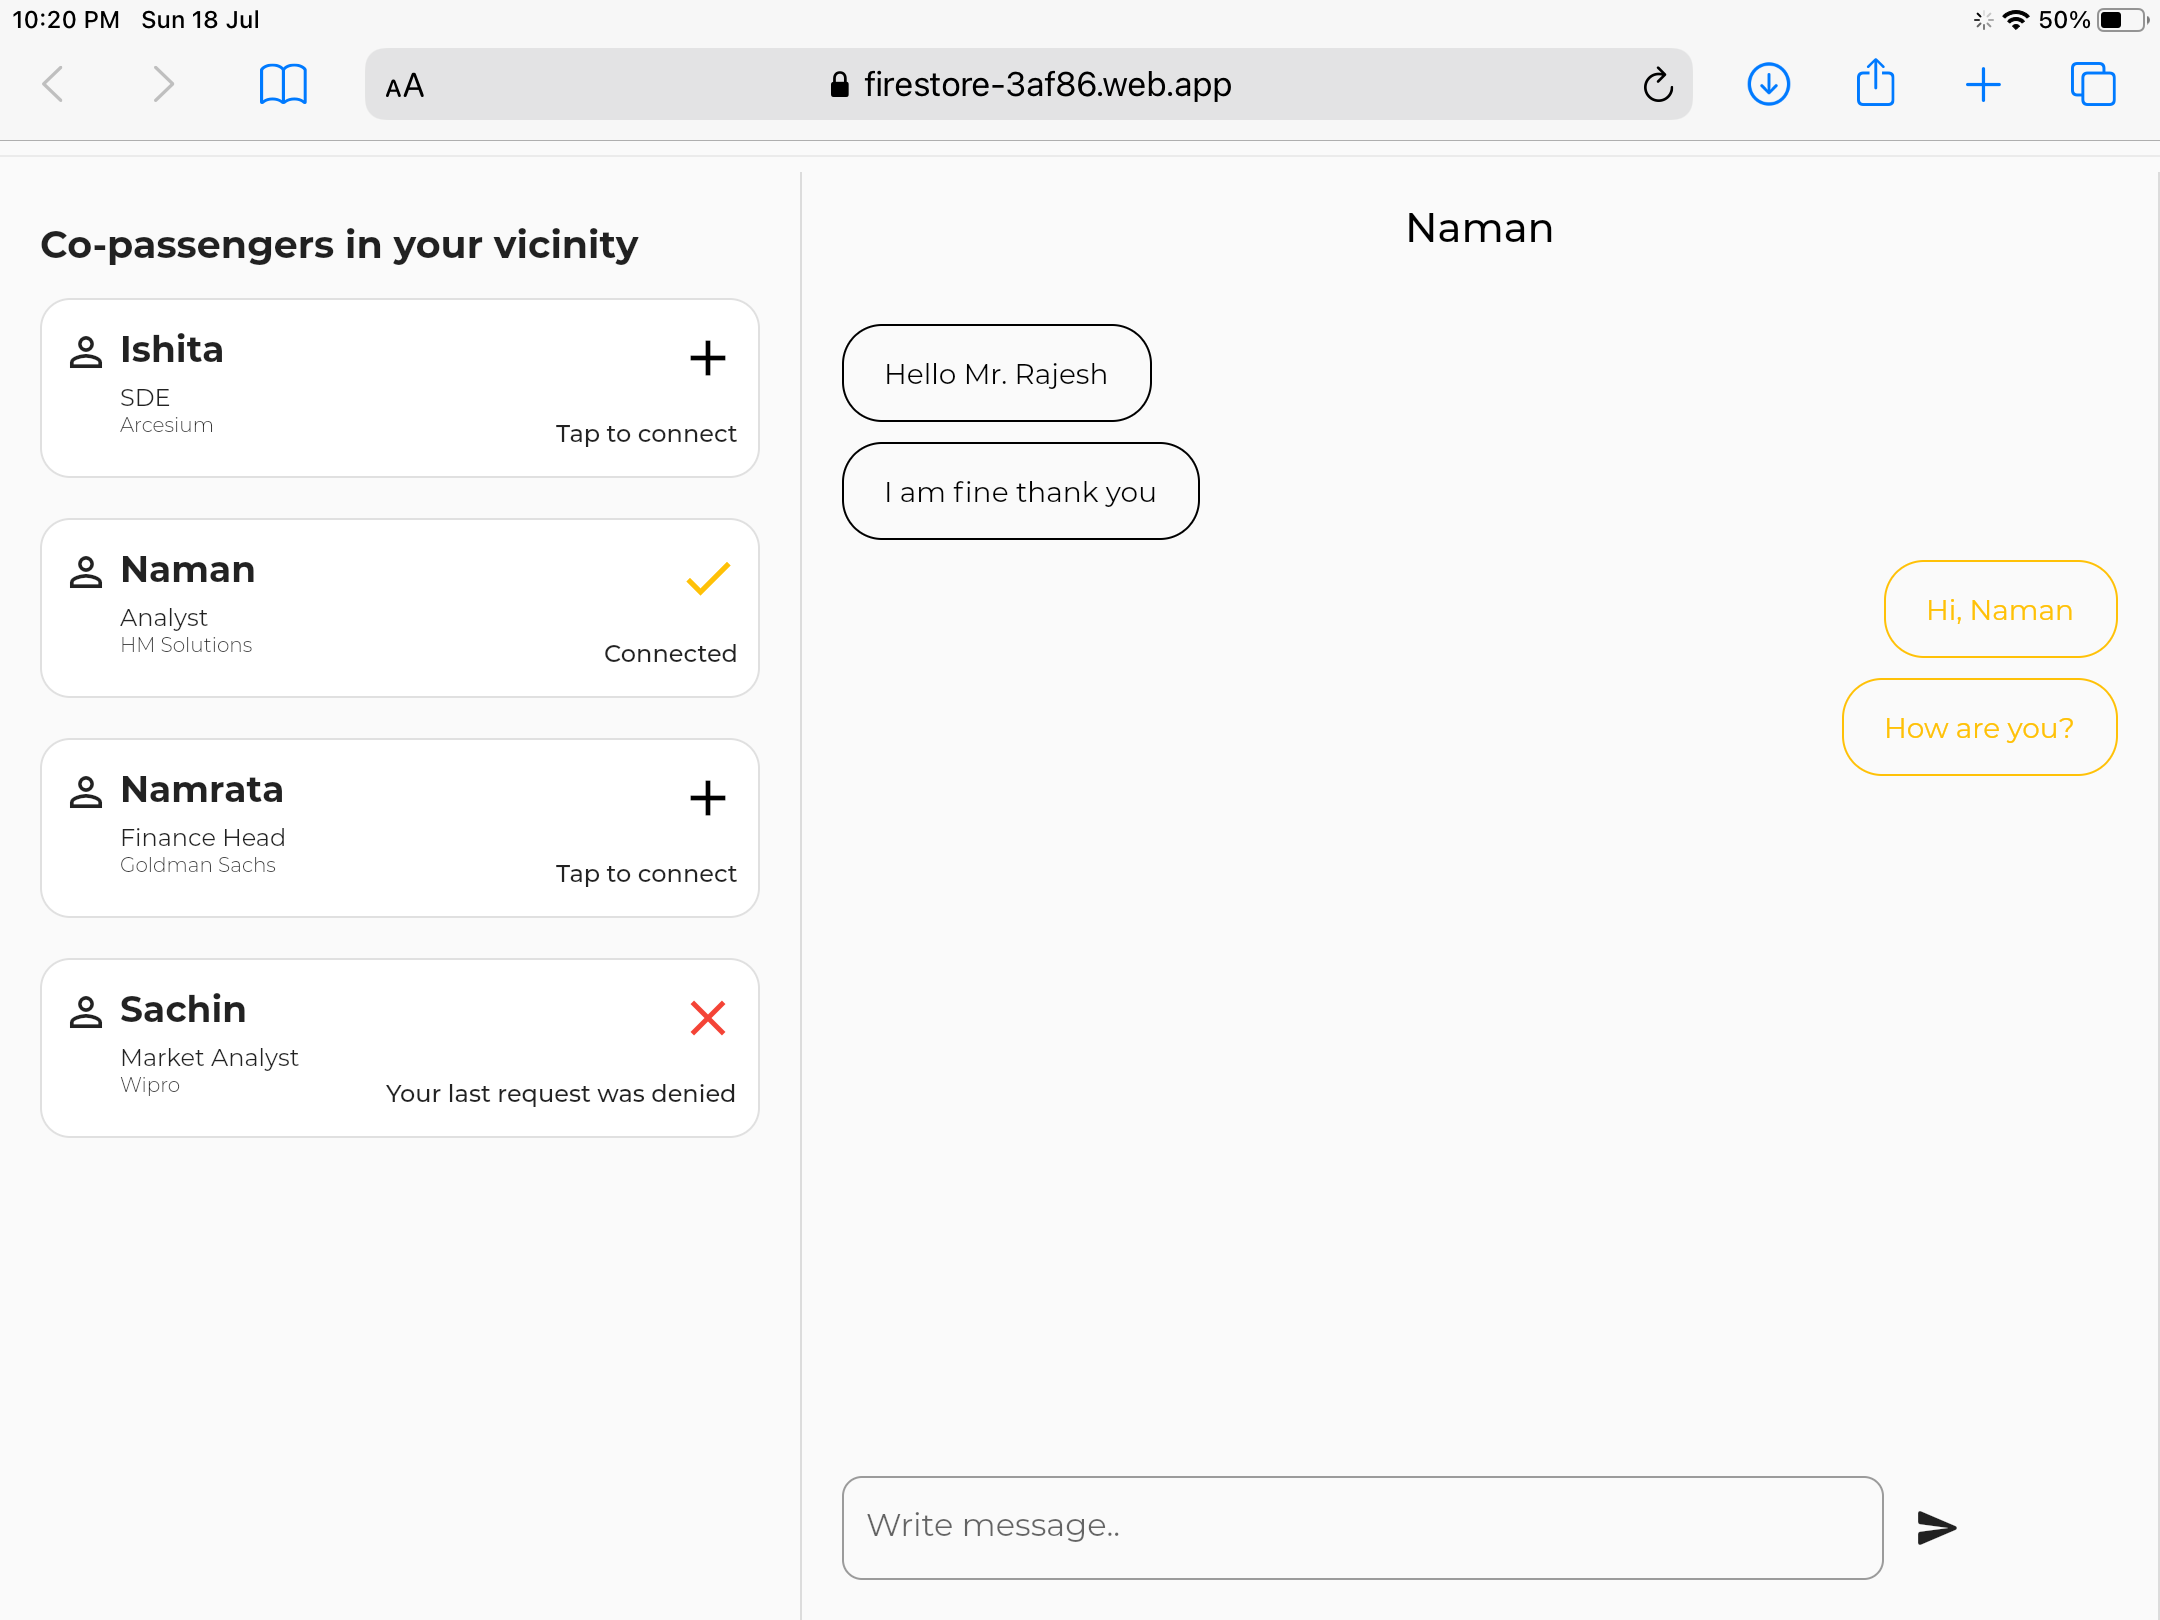 10:20 PM Sun 18 Jul
50%
AA
firestore-3af86.web.app
Co-passengers in your vicinity
Ishita
SDE
Arcesium
Tap to connect
Naman
Analyst
HM Solutions
Connected
Namrata
Finance Head
Goldman Sachs
Tap to connect
Sachin
Market Analyst
Wipro
Your last request was denied
Naman
Hello Mr. Rajesh
I am fine thank you
Hi, Naman
How are you?
Write message..